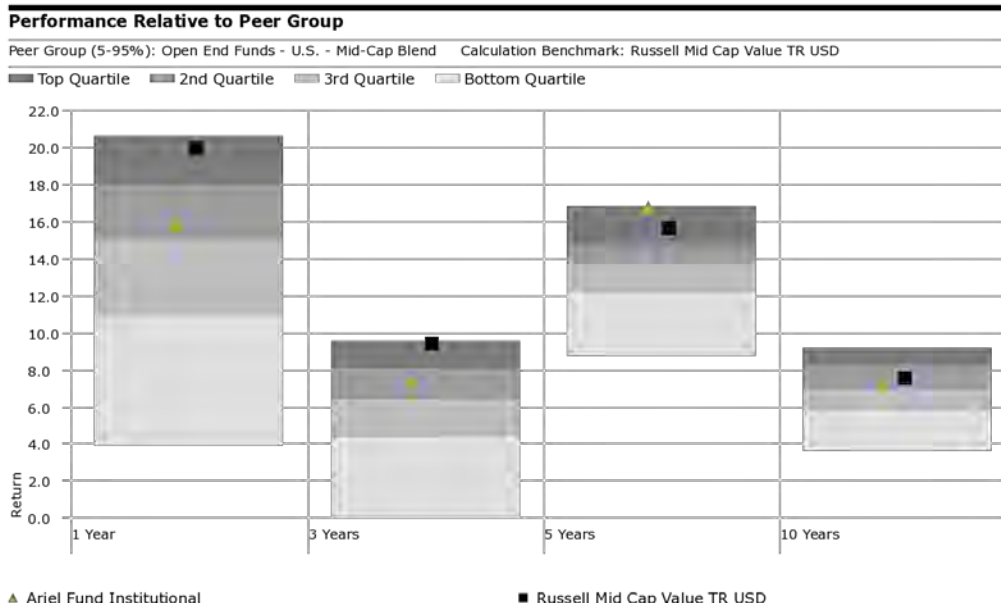 Performance Relative to Peer Group
Peer Group (5-95%): Open End Funds - U.S. - Mid-Cap Blend Calculation Benchmark: Russell Mid Cap Value TR USD
Top Quartile 2nd Quartile 3rd Quartile Bottom Quartile
22.0
20.0
18.0
16.0
14.0
12.0
10.0
8.0
6.0
4.0
2.0
0.0
Return
1 Year 3 Years 5 Years 10 Years
Ariel Fund Institutional Russell Mid Cap Value TR USD